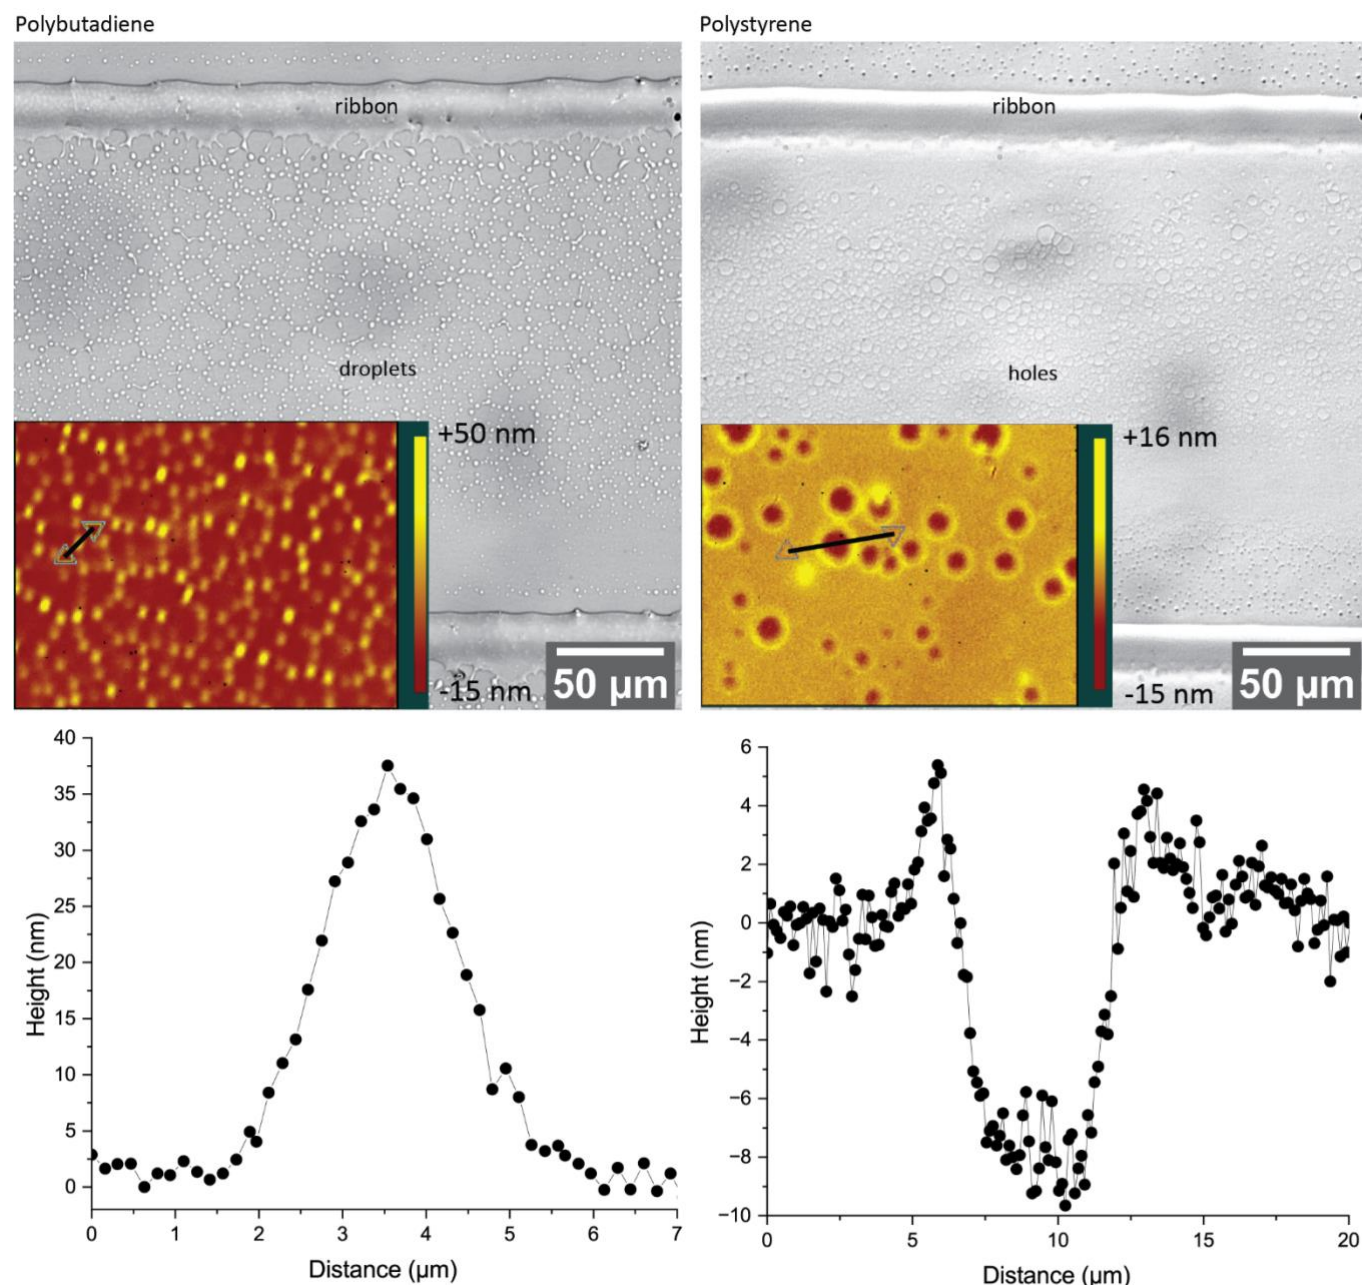 Polybutadiene
Polystyrene
ribbon
ribbon
droplets
holes
+50 nm
-15 nm
50 µm
+16 nm
-15 nm
50 µm
40
35
30
25
20
15
10
5
0
Height (nm)
0 1 2 3 4 5 6 7
Distance (µm)
6
4
2
0
−2
−4
−6
−8
−10
Height (nm)
0 5 10 15 20
Distance (µm)